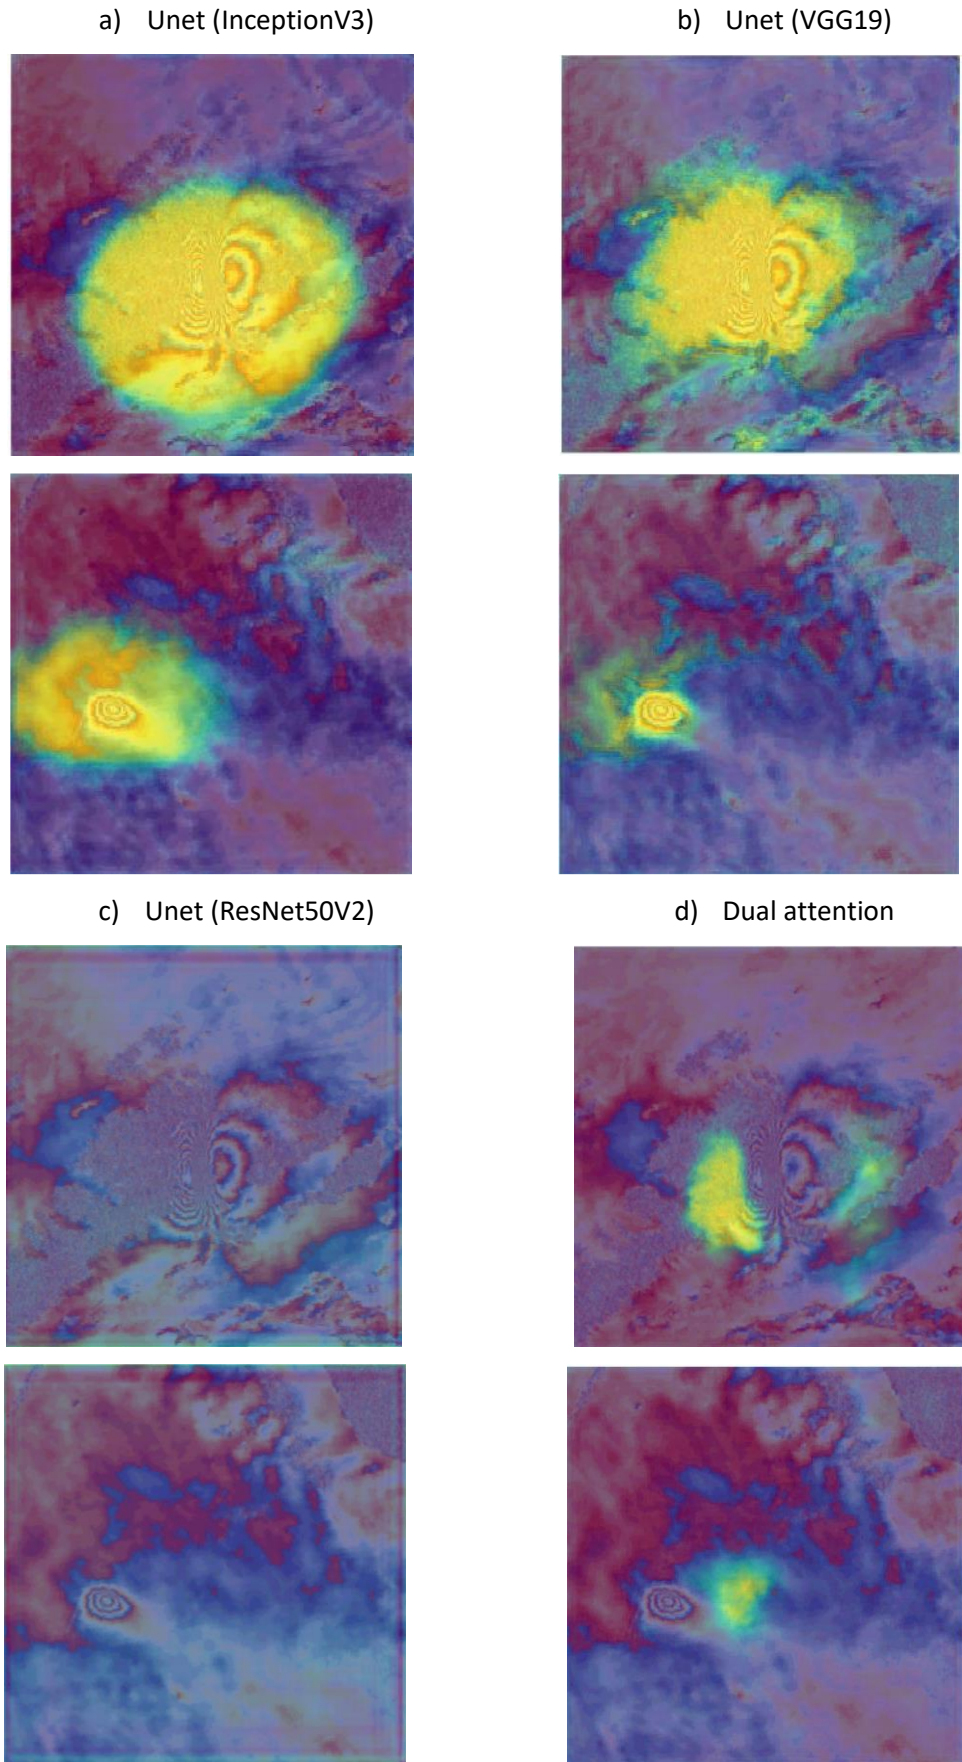 a) Unet (InceptionV3)
b) Unet (VGG19)
c) Unet (ResNet50V2)
d) Dual attention